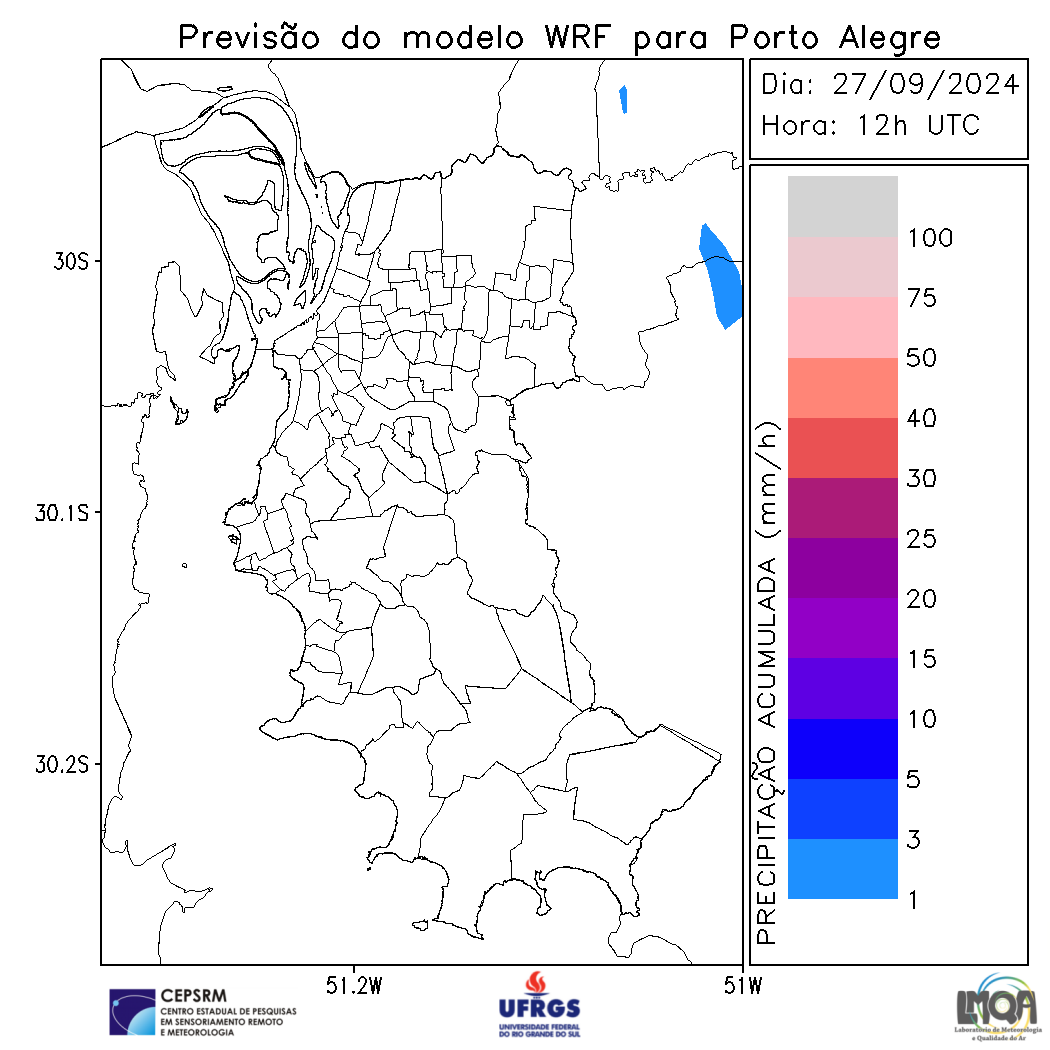 Previsão do modelo WRF para Porto Alegre
Dia: 27/09/2024
Hora: 12h UTC
30S
30.1S
30.2S
51.2W
51W
PRECIPITAÇÃO ACUMULADA (mm/h)
100
75
50
40
30
25
20
15
10
5
3
1
CEPSRM
CENTRO ESTADUAL DE PESQUISAS
EM SENSORIAMENTO REMOTO
E METEOROLOGIA
UFRGS
UNIVERSIDADE FEDERAL
DO RIO GRANDE DO SUL
LMQA
Laboratório de Meteorologia
e Qualidade do Ar